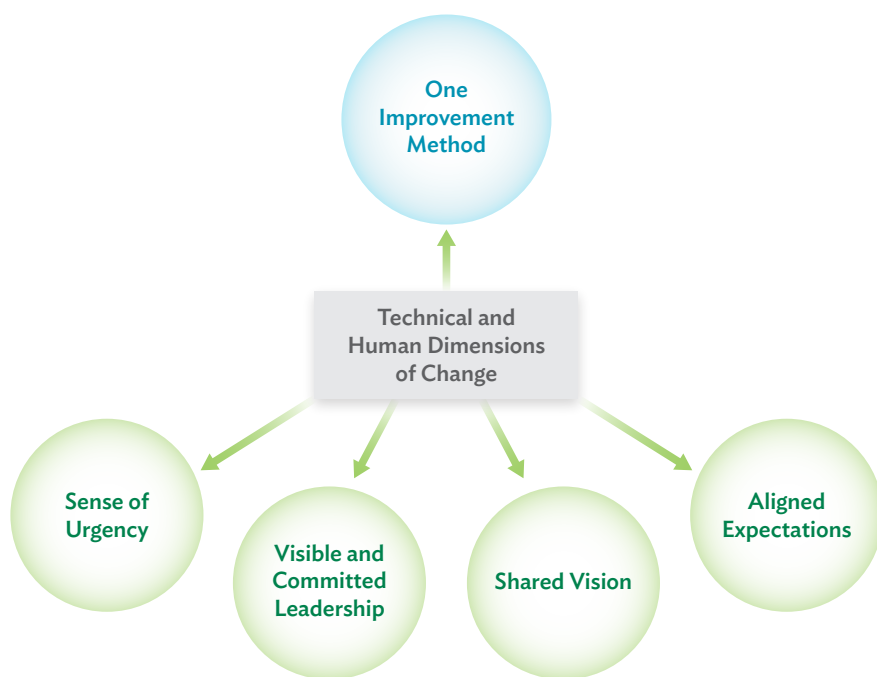 One
Improvement
Method
Technical and
Human Dimensions
of Change
Sense of
Urgency
Visible and
Committed
Leadership
Shared Vision
Aligned
Expectations